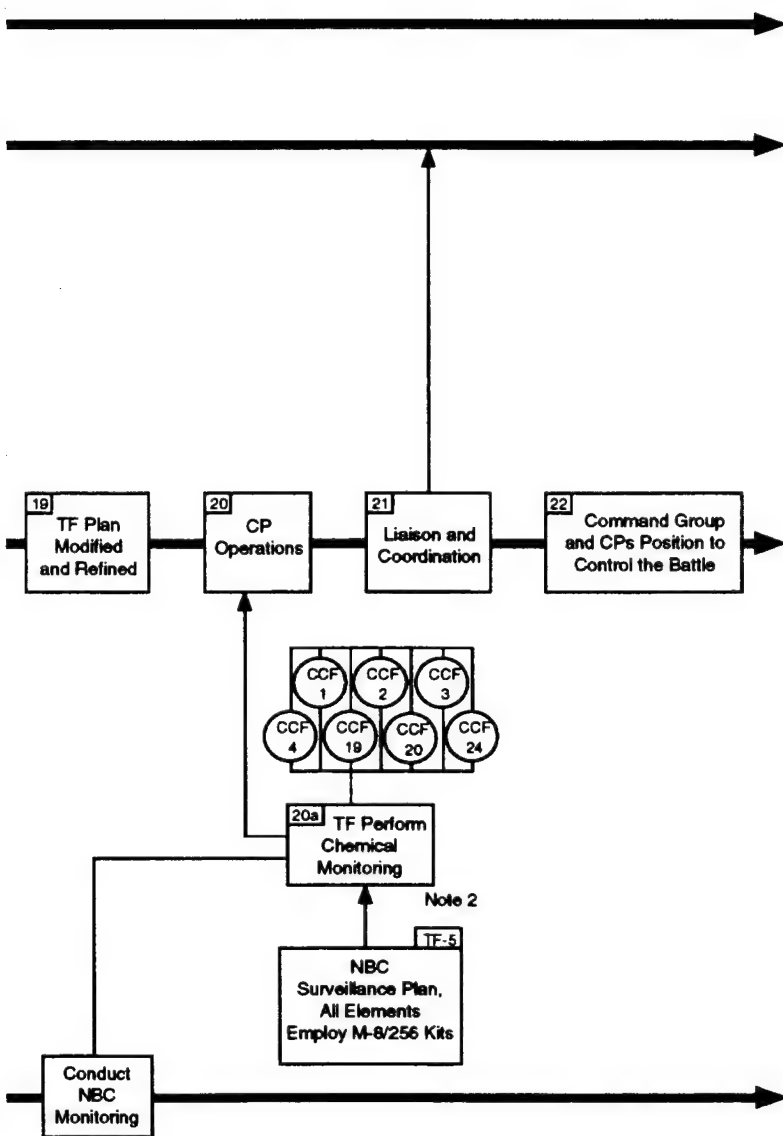 19
TF Plan
Modified
and Refined
20
CP
Operations
21
Liaison and
Coordination
22
Command Group
and CPs Position to
Control the Battle
CCF
1
CCF
2
CCF
3
CCF
4
CCF
19
CCF
20
CCF
24
20a
TF Perform
Chemical
Monitoring
Note 2
TF-5
NBC
Surveillance Plan,
All Elements
Employ M-8/256 Kits
Conduct
NBC
Monitoring